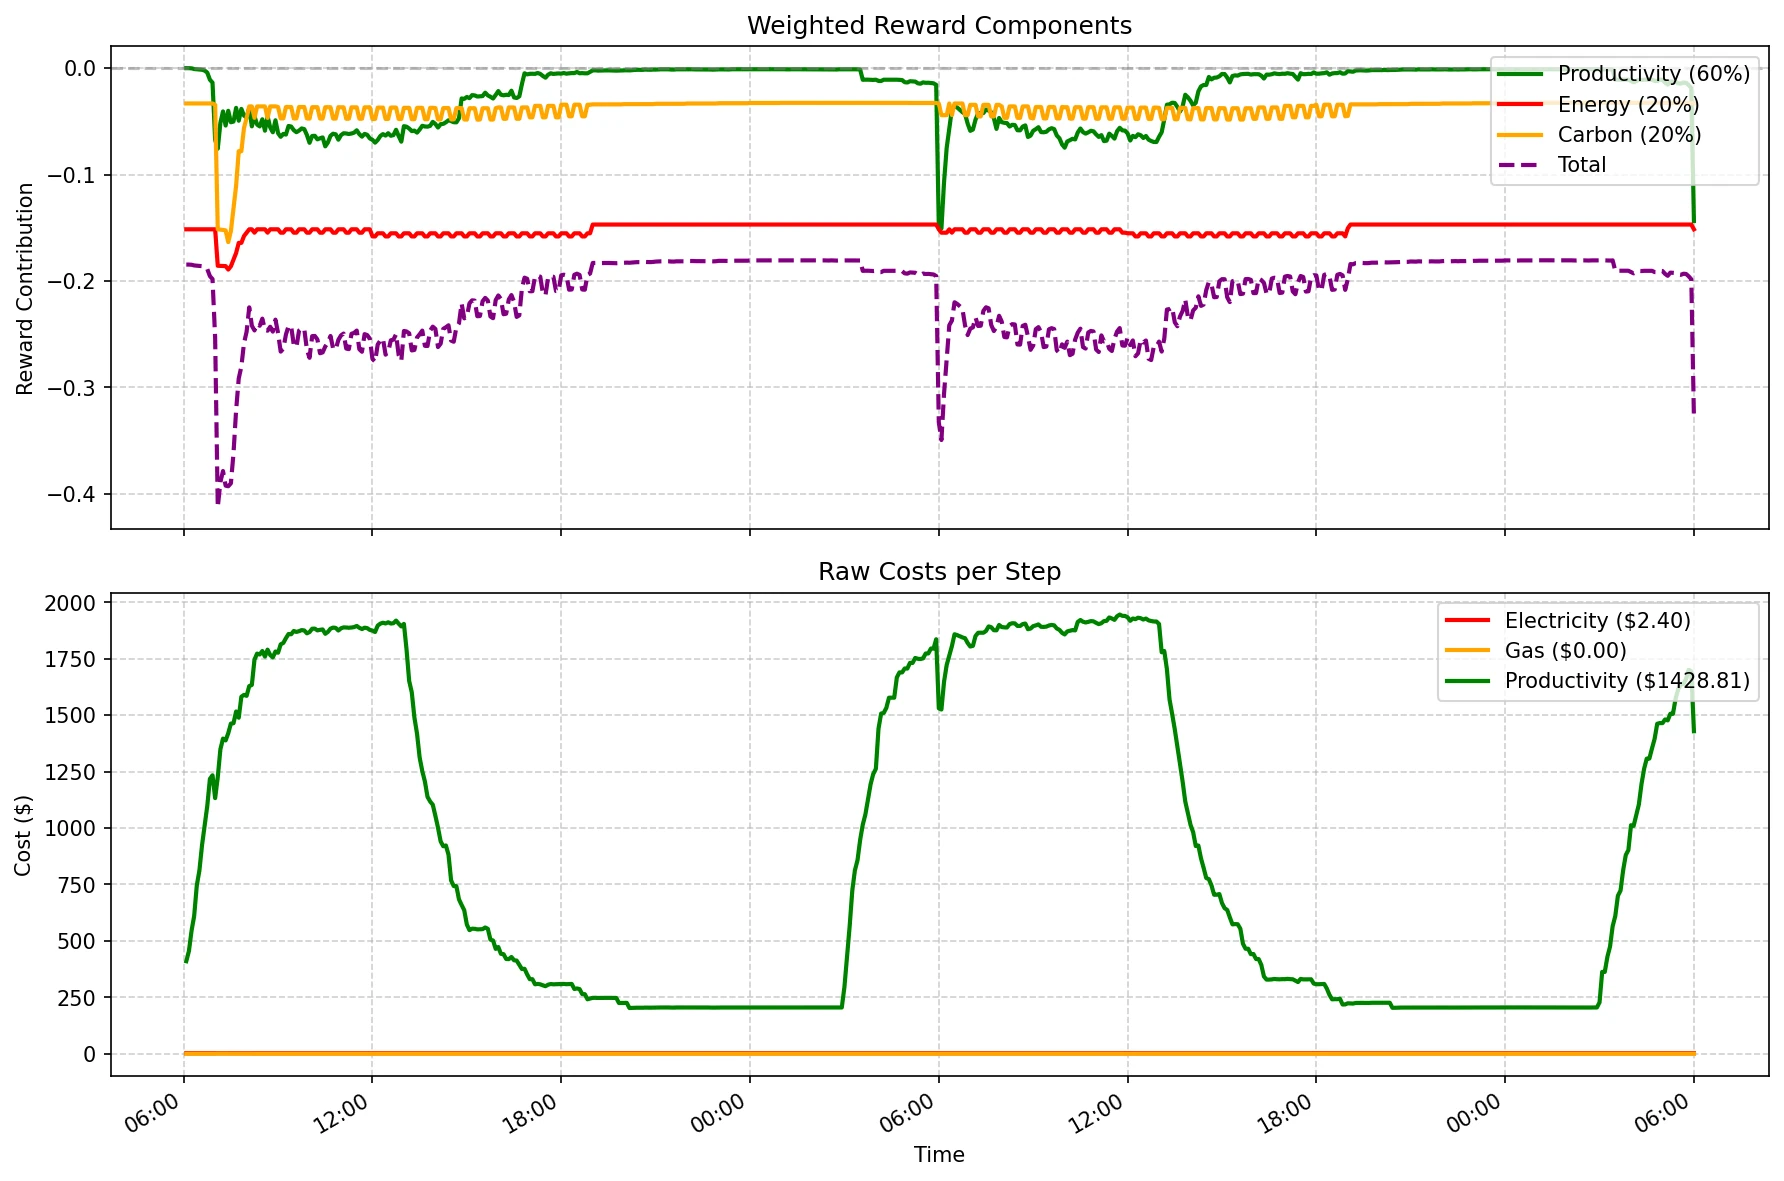 Weighted Reward Components
Reward Contribution
0.0
−0.1
−0.2
−0.3
−0.4
Productivity (60%)
Energy (20%)
Carbon (20%)
Total
Raw Costs per Step
Cost ($)
2000
1750
1500
1250
1000
750
500
250
0
Electricity ($2.40)
Gas ($0.00)
Productivity ($1428.81)
06:00
12:00
18:00
00:00
06:00
12:00
18:00
00:00
06:00
Time